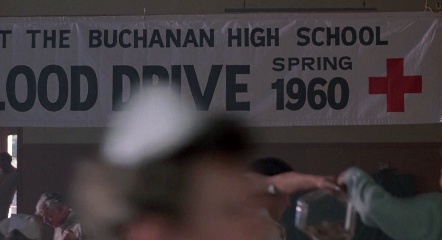 T THE BUCHANAN HIGH SCHOOL
LOOD DRIVE SPRING
1960